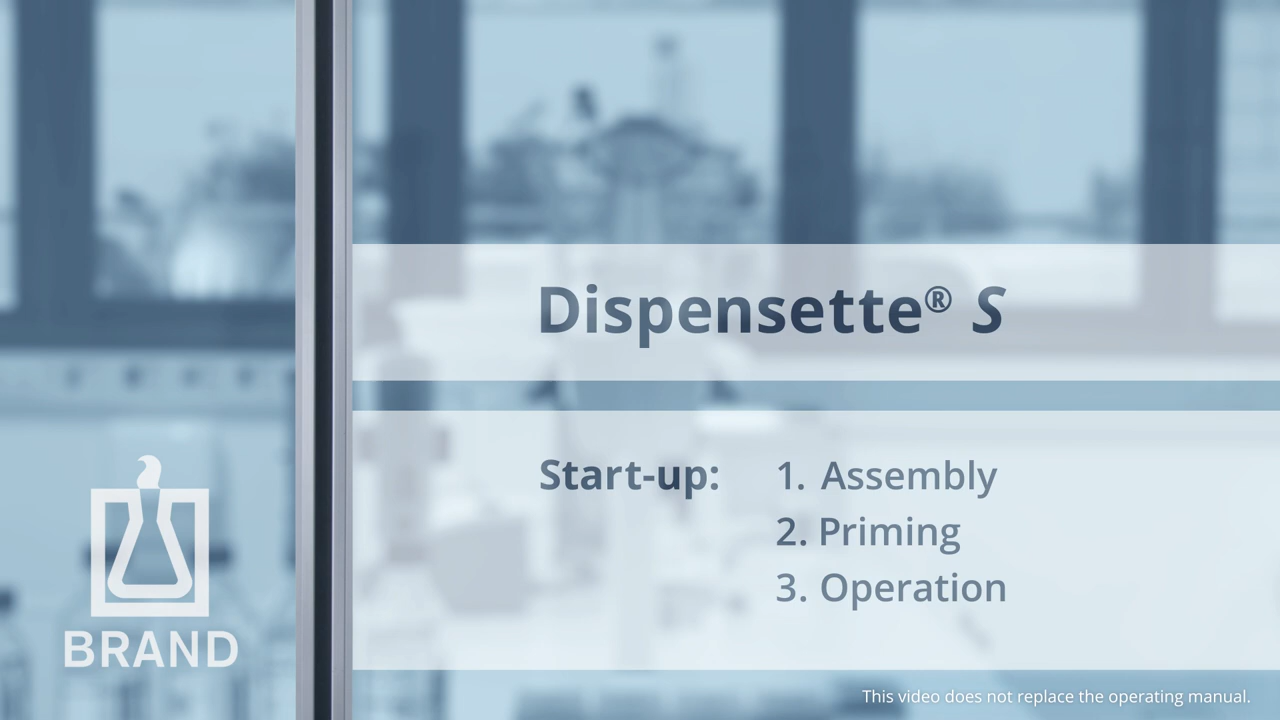 Dispensette® S
Start-up: 1. Assembly
2. Priming
3. Operation
BRAND
This video does not replace the operating manual.